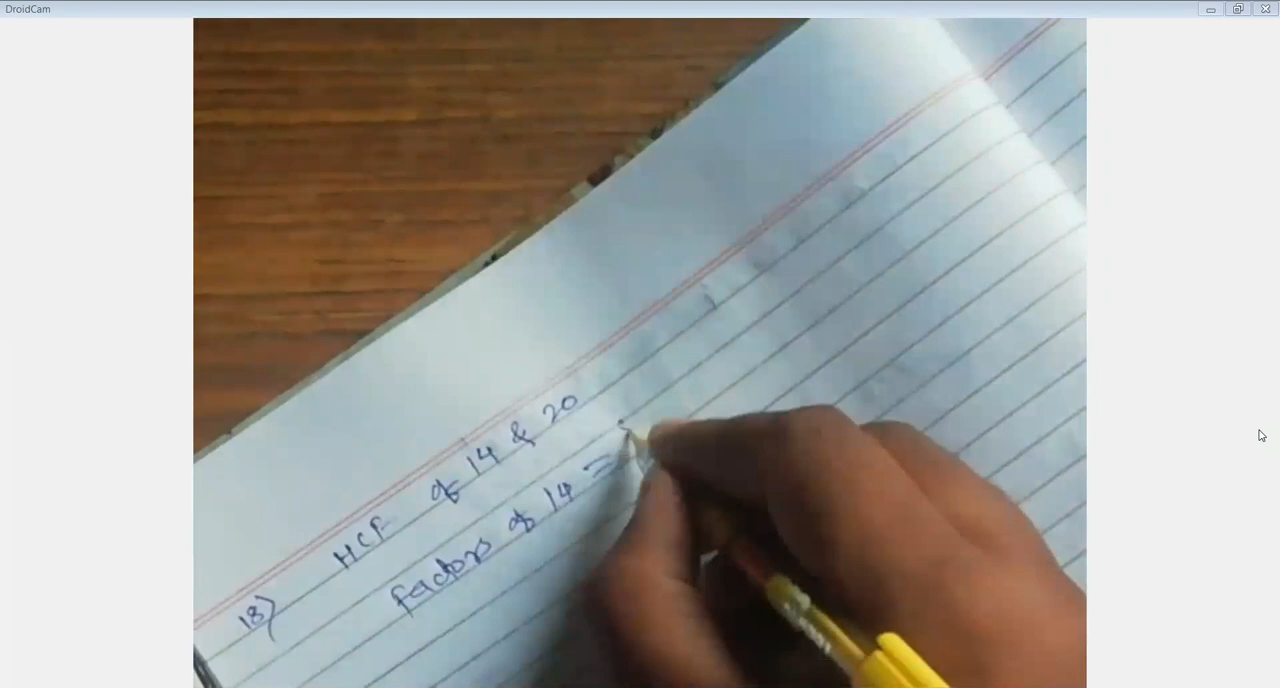 DroidCam
18) HCF of 14 & 20
factors of 14 =